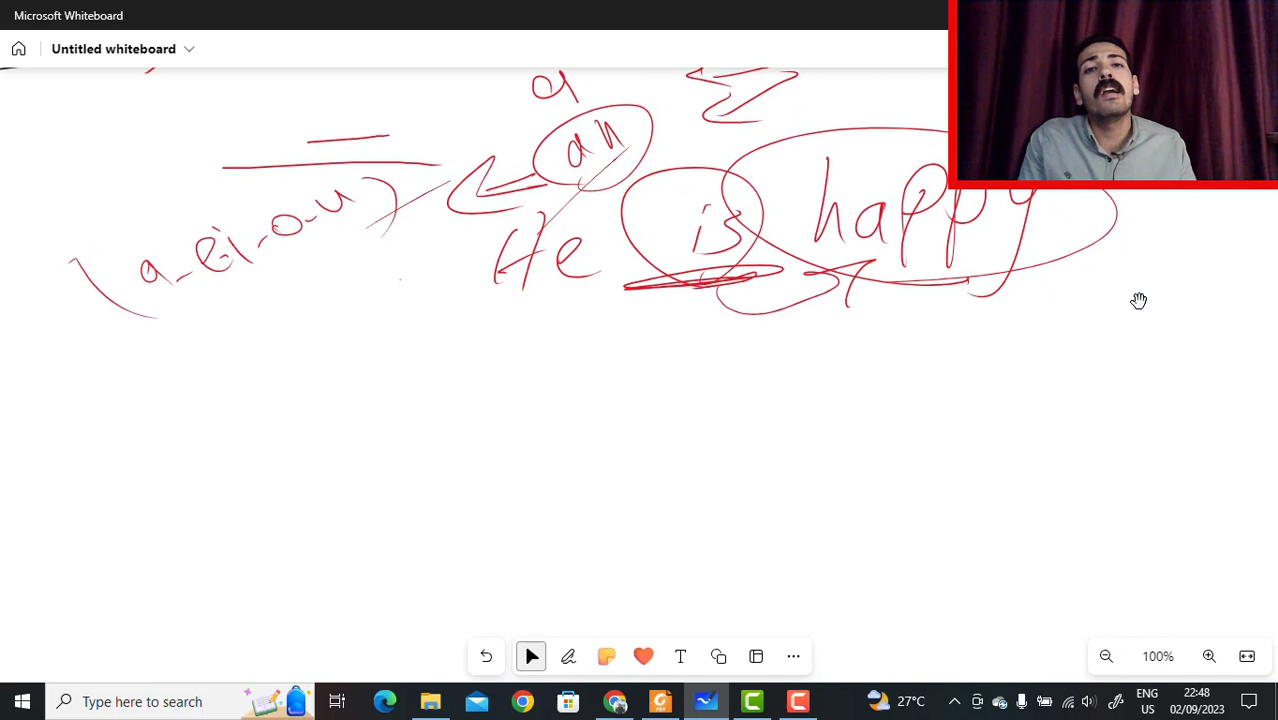 Microsoft Whiteboard
Untitled whiteboard
a
an
(a-e-i-o-u)
He is happy
100%
Type here to search
27°C
ENG
US
22:48
02/09/2023